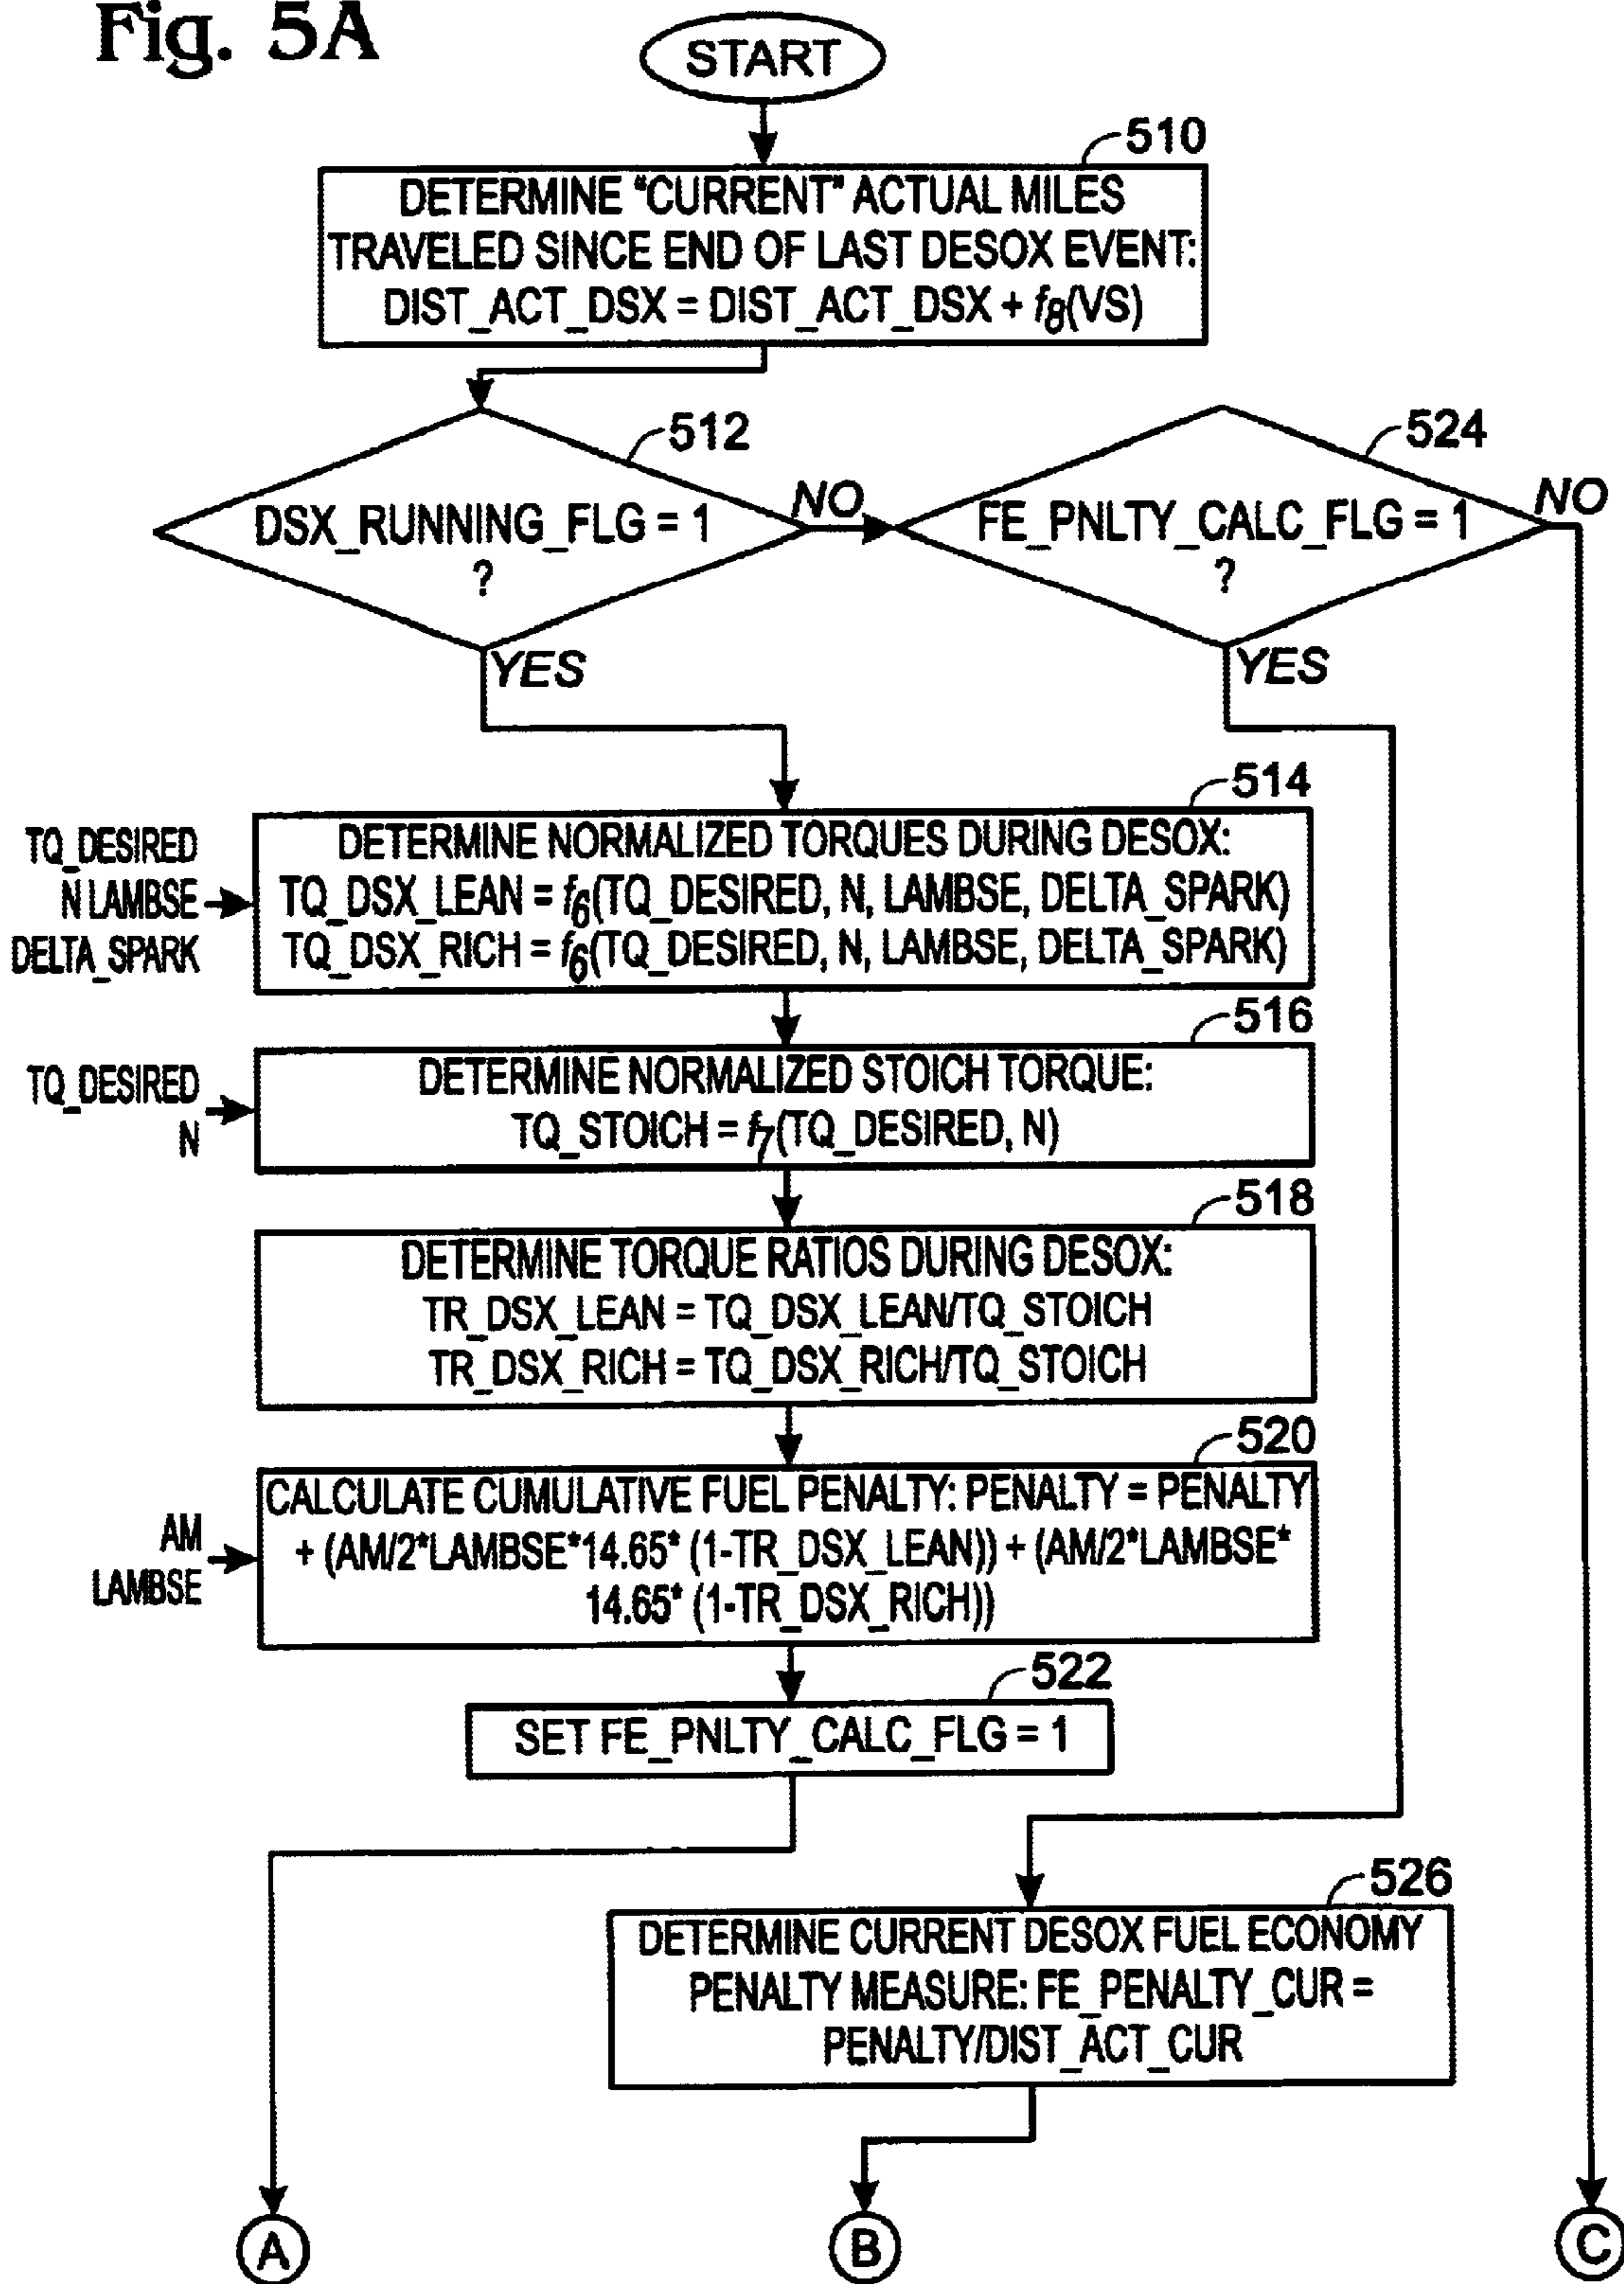 Fig. 5A
START
510
DETERMINE "CURRENT" ACTUAL MILES
TRAVELED SINCE END OF LAST DESOX EVENT:
DIST_ACT_DSX = DIST_ACT_DSX + f8(VS)
512
DSX_RUNNING_FLG = 1
?
NO
YES
524
FE_PNLTY_CALC_FLG = 1
?
NO
YES
514
TQ_DESIRED
N LAMBSE
DELTA_SPARK
DETERMINE NORMALIZED TORQUES DURING DESOX:
TQ_DSX_LEAN = f6(TQ_DESIRED, N, LAMBSE, DELTA_SPARK)
TQ_DSX_RICH = f6(TQ_DESIRED, N, LAMBSE, DELTA_SPARK)
516
TQ_DESIRED
N
DETERMINE NORMALIZED STOICH TORQUE:
TQ_STOICH = f7(TQ_DESIRED, N)
518
DETERMINE TORQUE RATIOS DURING DESOX:
TR_DSX_LEAN = TQ_DSX_LEAN/TQ_STOICH
TR_DSX_RICH = TQ_DSX_RICH/TQ_STOICH
520
AM
LAMBSE
CALCULATE CUMULATIVE FUEL PENALTY: PENALTY = PENALTY
+ (AM/2*LAMBSE*14.65* (1-TR_DSX_LEAN)) + (AM/2*LAMBSE*
14.65* (1-TR_DSX_RICH))
522
SET FE_PNLTY_CALC_FLG = 1
526
DETERMINE CURRENT DESOX FUEL ECONOMY
PENALTY MEASURE: FE_PENALTY_CUR =
PENALTY/DIST_ACT_CUR
A
B
C